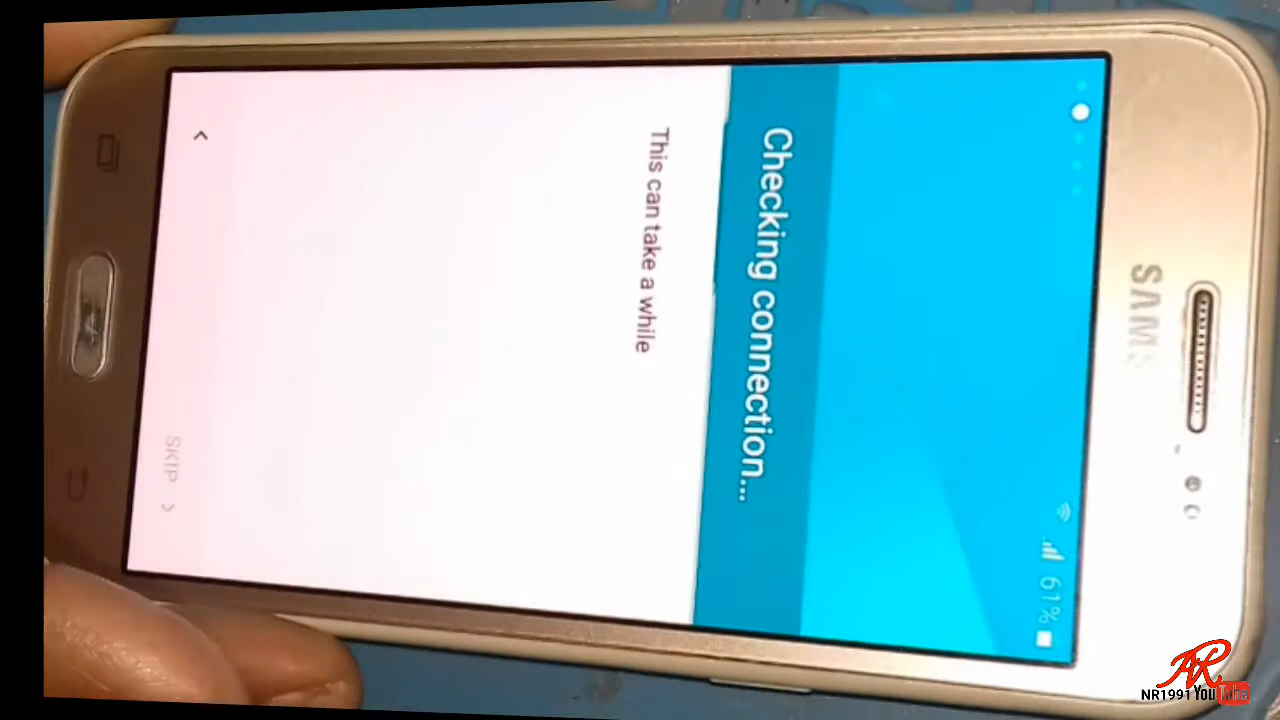 61%
SAMS
Checking connection...
This can take a while
SKIP
NR1991 YouTube